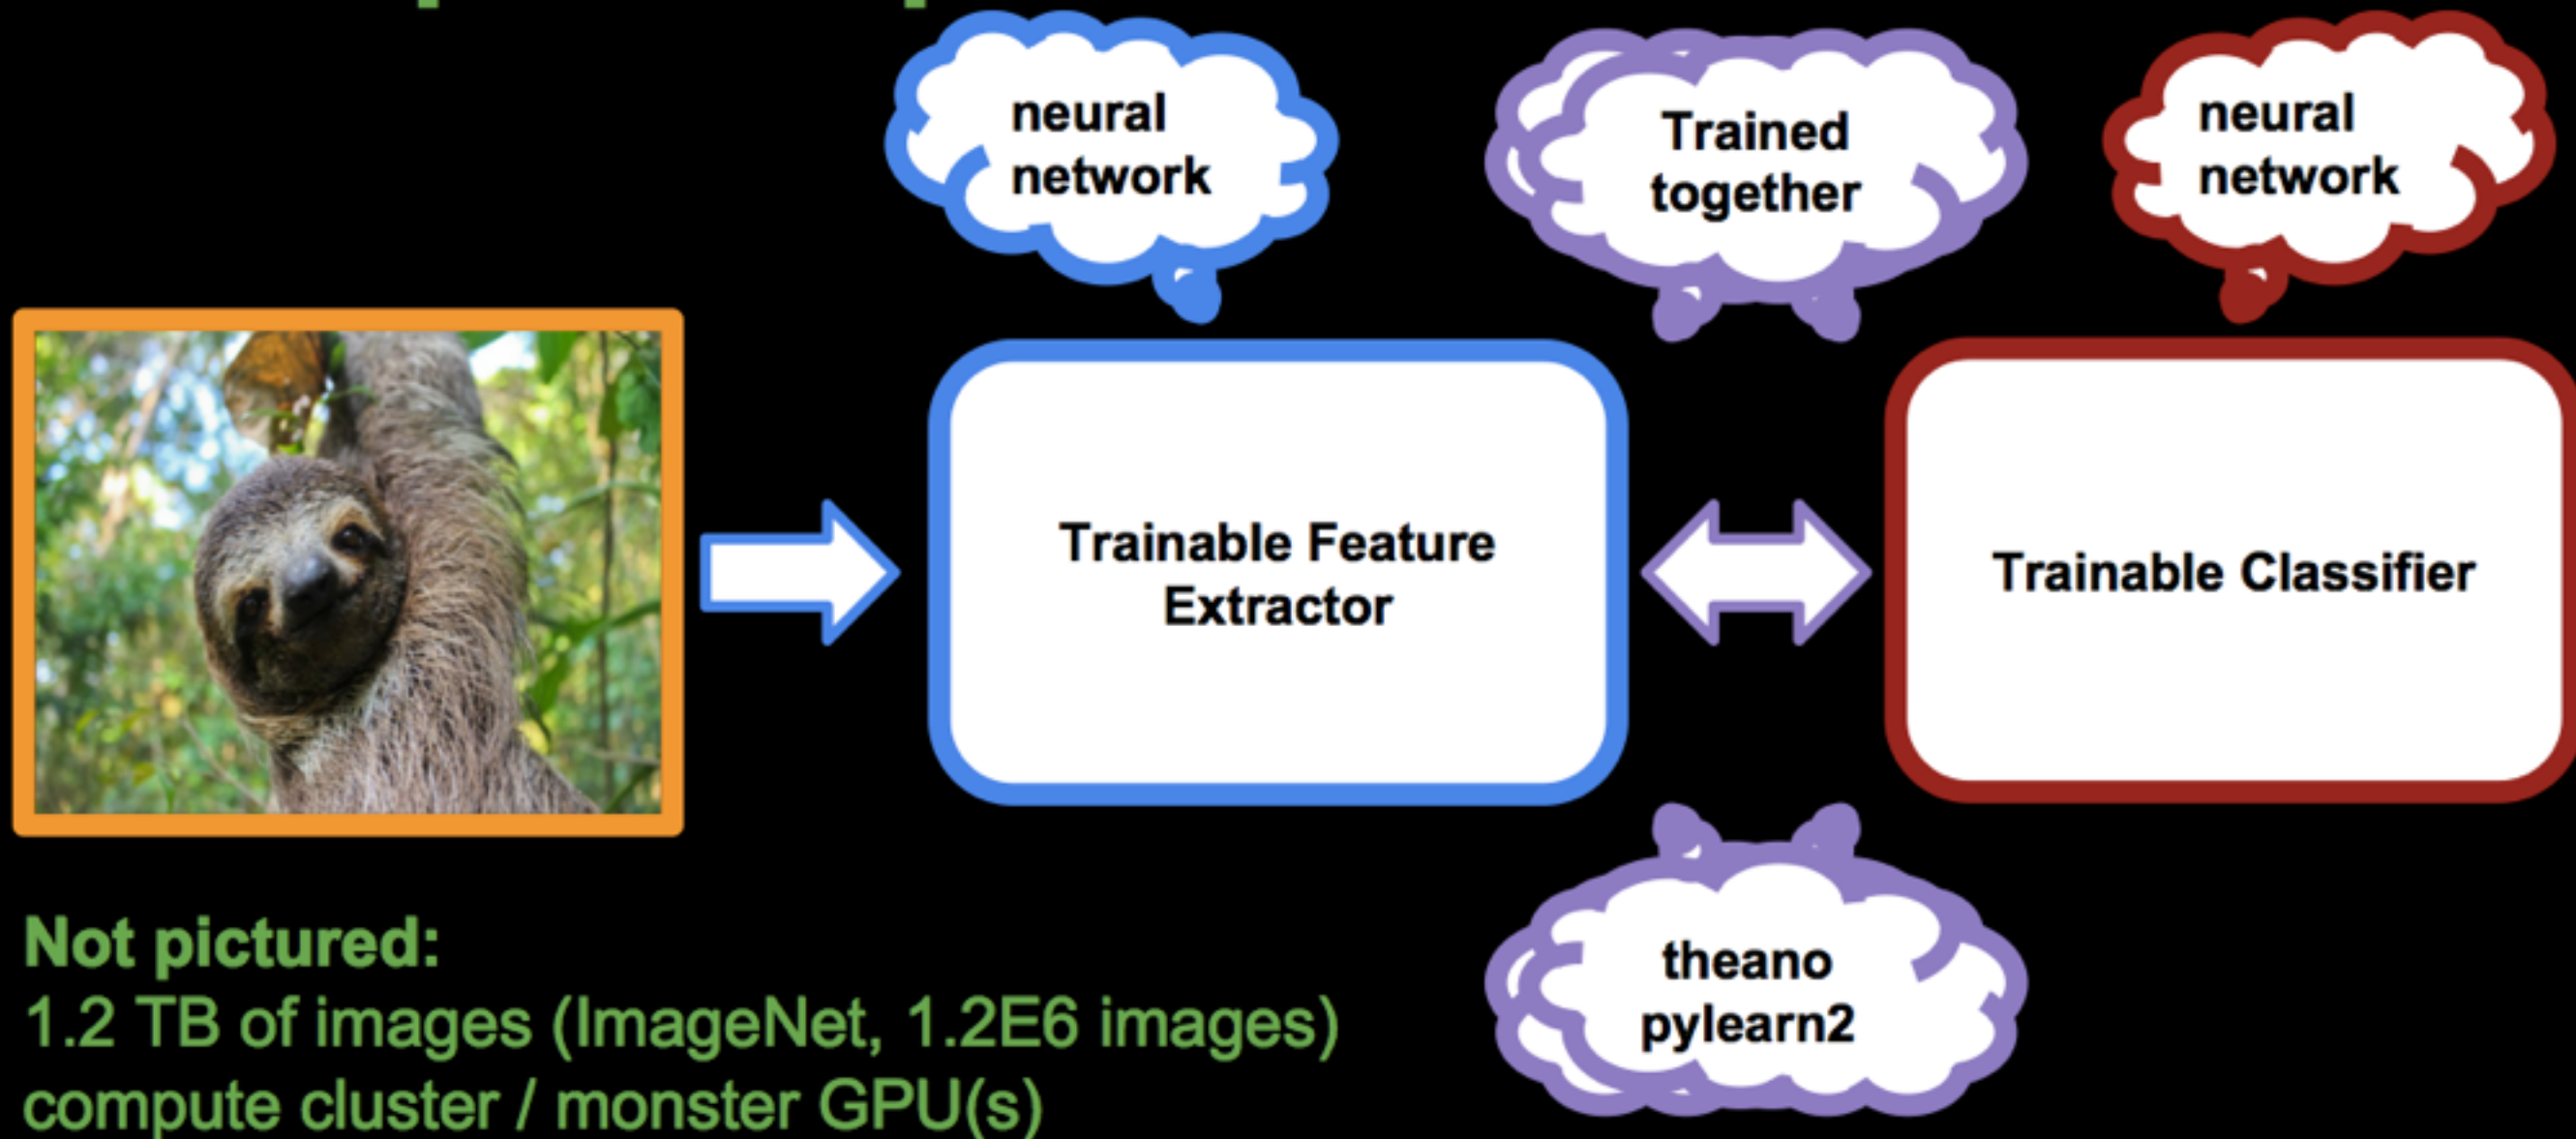 neural
network
Trained
together
neural
network
Trainable Feature
Extractor
Trainable Classifier
theano
pylearn2
Not pictured:
1.2 TB of images (ImageNet, 1.2E6 images)
compute cluster / monster GPU(s)